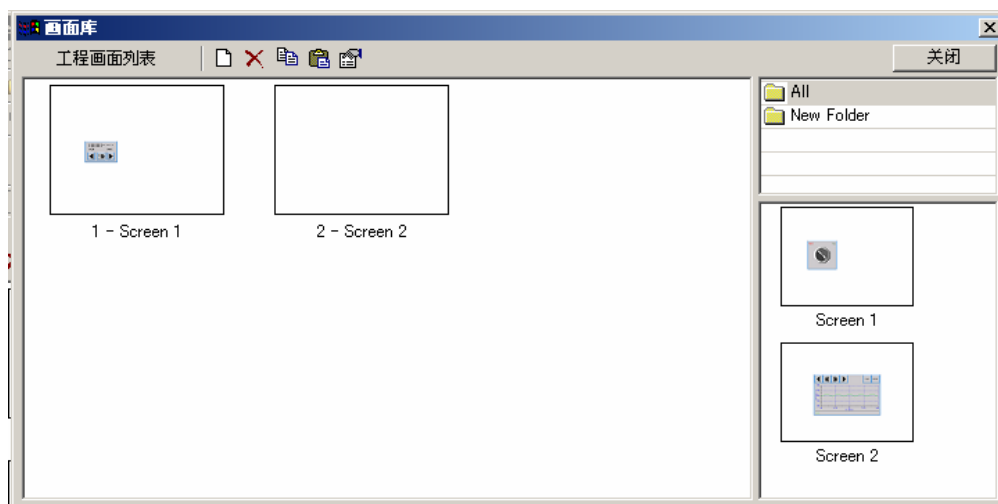 画面库
工程画面列表
关闭
All
New Folder
1 - Screen 1
2 - Screen 2
Screen 1
Screen 2